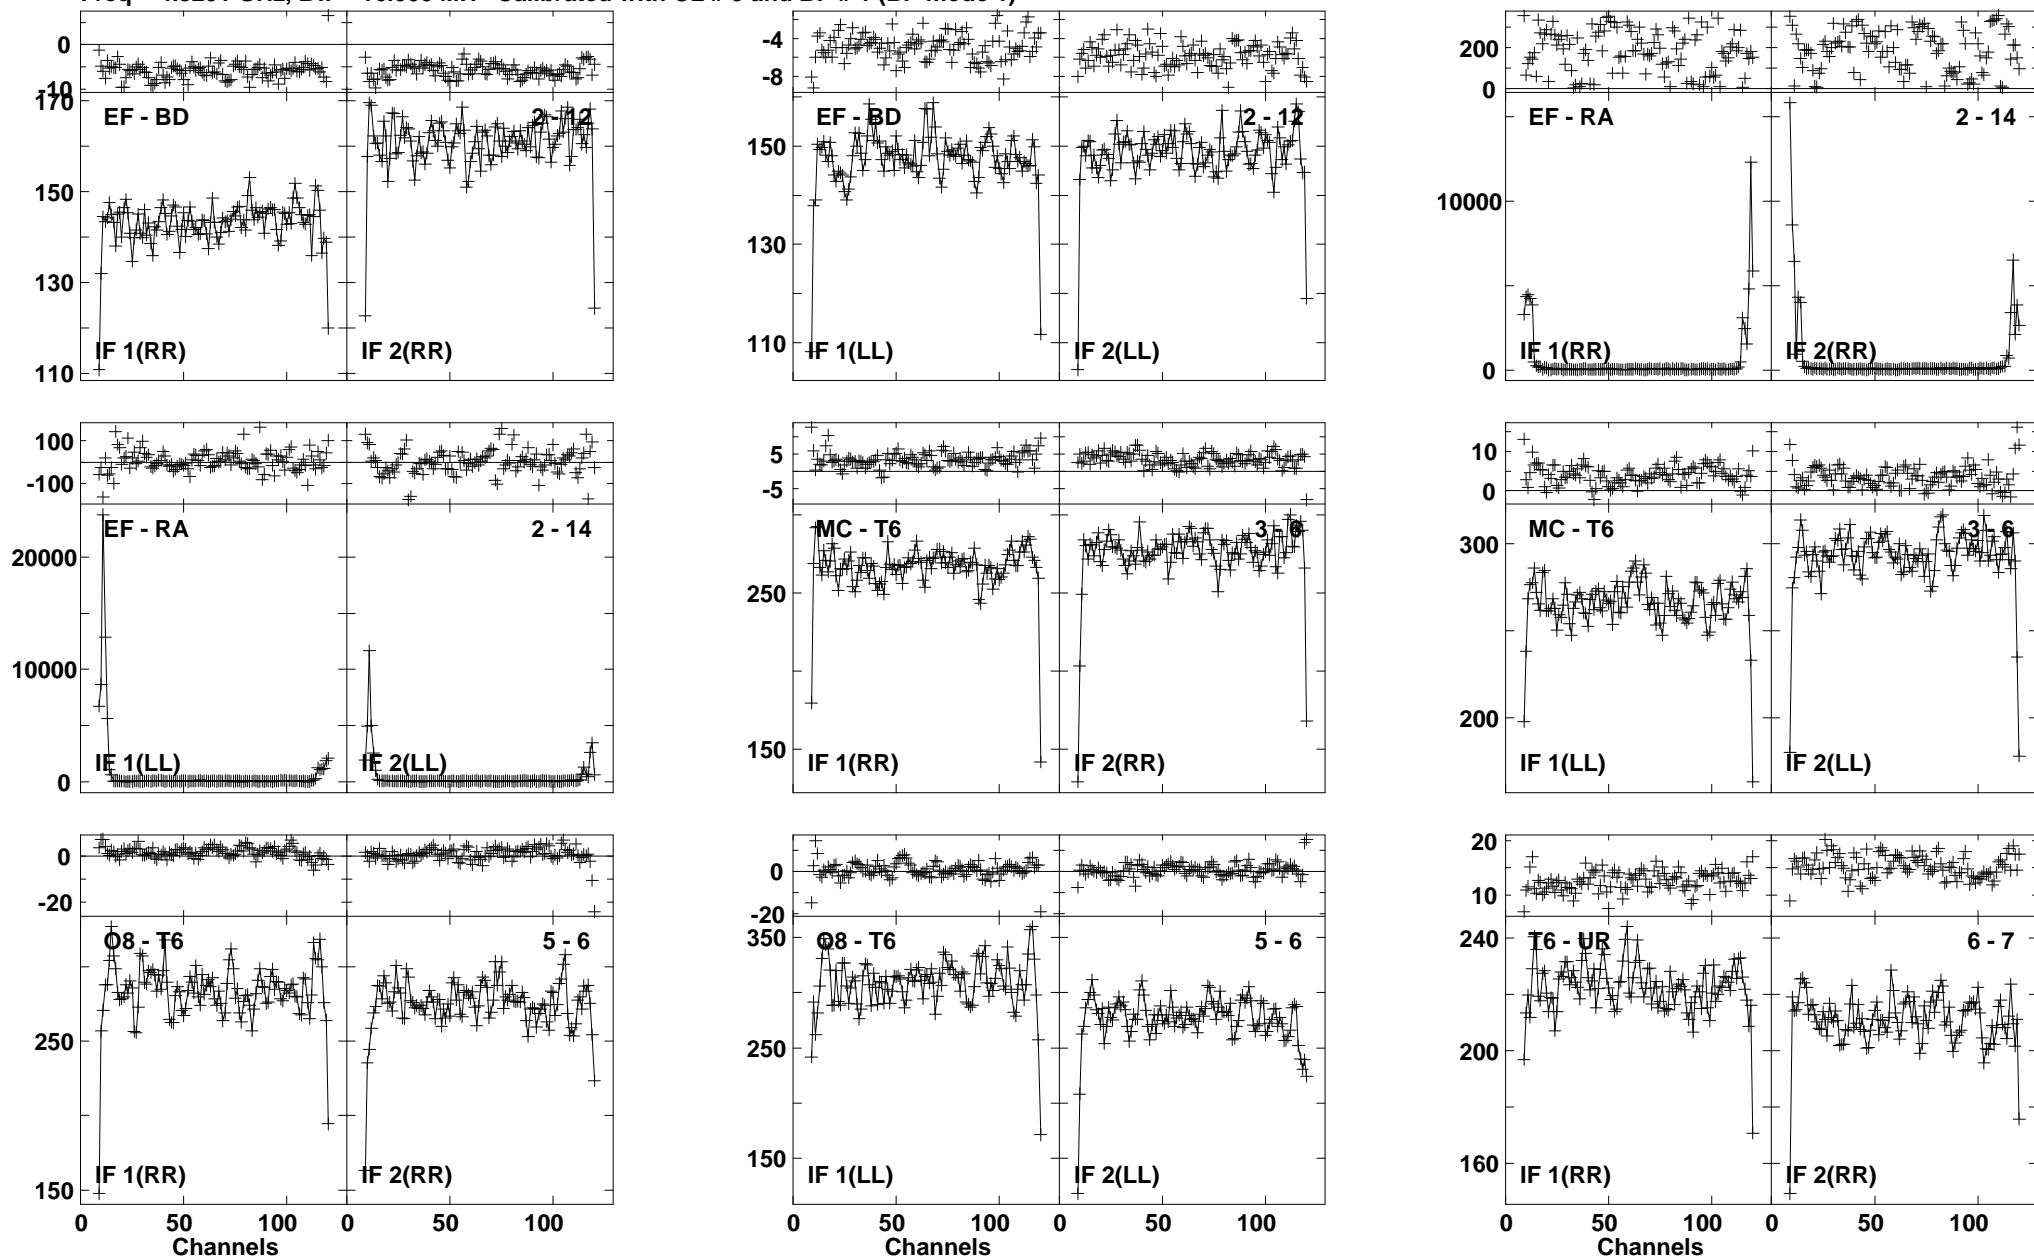 0
-10
170
150
130
110
EF - BD
2 - 12
IF 1(RR)
IF 2(RR)
-4
-8
150
130
110
EF - BD
2 - 12
IF 1(LL)
IF 2(LL)
200
0
10000
0
EF - RA
2 - 14
IF 1(RR)
IF 2(RR)
100
-100
20000
10000
0
EF - RA
2 - 14
IF 1(LL)
IF 2(LL)
5
-5
250
150
MC - T6
3 - 6
IF 1(RR)
IF 2(RR)
10
0
300
200
MC - T6
3 - 6
IF 1(LL)
IF 2(LL)
0
-20
250
150
O8 - T6
5 - 6
IF 1(RR)
IF 2(RR)
0 50 100 0 50 100
Channels
0
-20
350
250
150
O8 - T6
5 - 6
IF 1(LL)
IF 2(LL)
0 50 100 0 50 100
Channels
20
10
240
200
160
T6 - UR
6 - 7
IF 1(RR)
IF 2(RR)
0 50 100 0 50 100
Channels